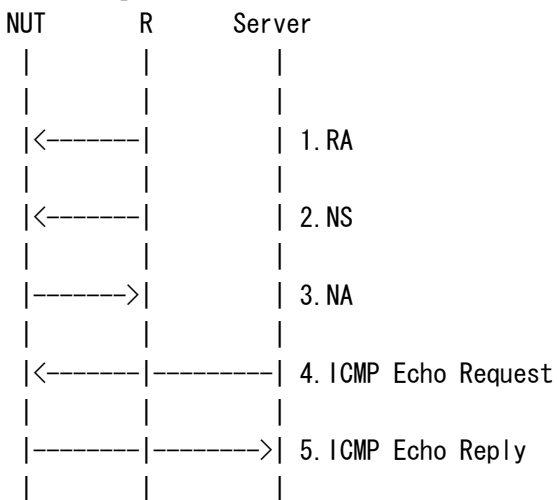 NUT R Server
1.RA
2.NS
3.NA
4.ICMP Echo Request
5.ICMP Echo Reply